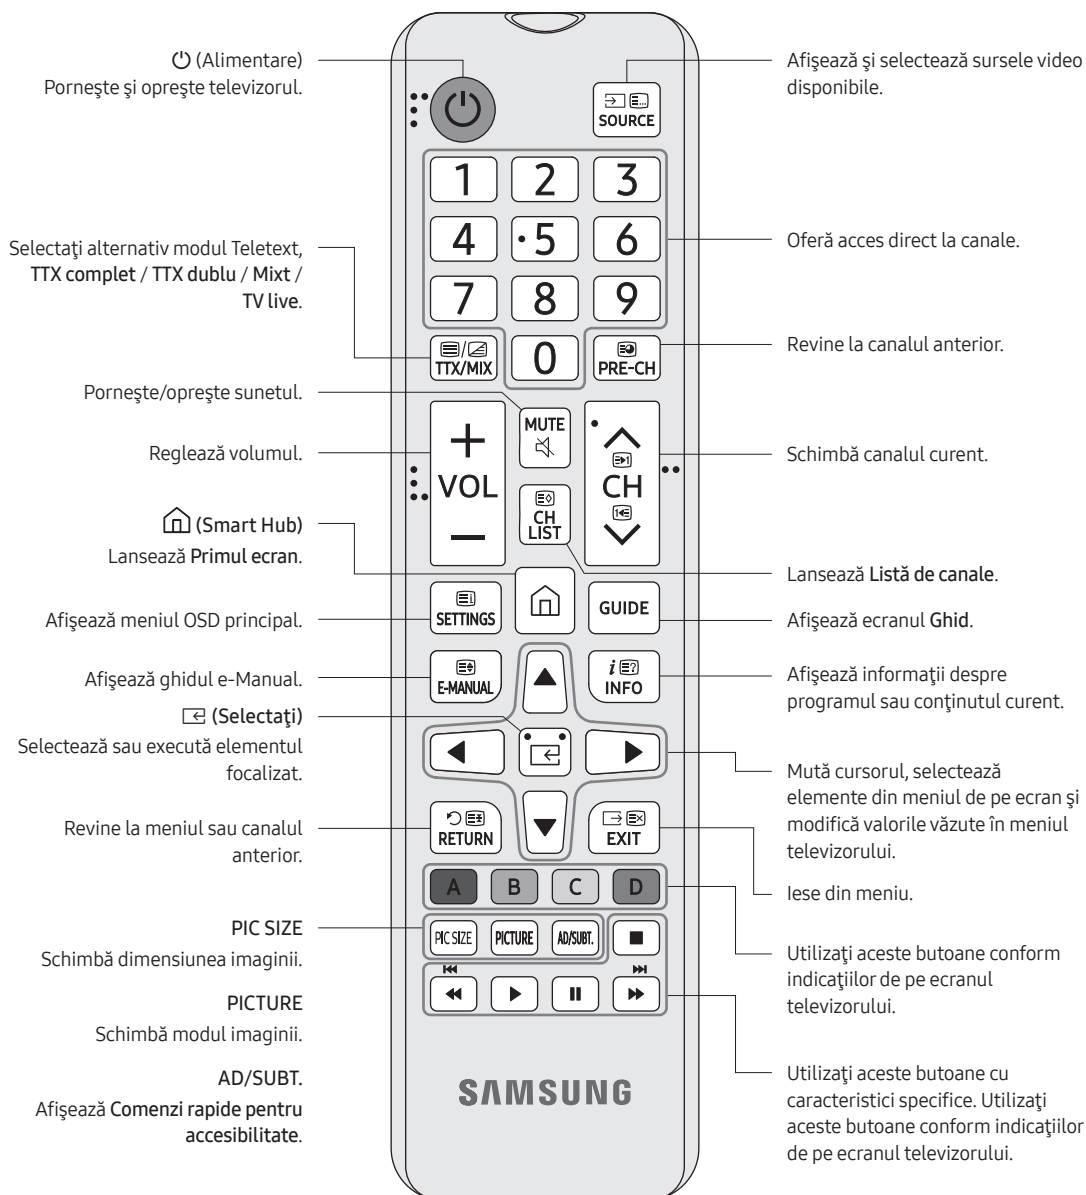 (Alimentare)
Porneşte şi opreşte televizorul.
Afişează şi selectează sursele video
disponibile.
SOURCE
1 2 3
4 5 6
7 8 9
0
Selectaţi alternativ modul Teletext,
TTX complet / TTX dublu / Mixt /
TV live.
Oferă acces direct la canale.
TTX/MIX
PRE-CH
Revine la canalul anterior.
Porneşte/opreşte sunetul.
MUTE
Reglează volumul.
VOL
CH
Schimbă canalul curent.
CH
LIST
(Smart Hub)
Lansează Primul ecran.
Lansează Listă de canale.
SETTINGS
GUIDE
Afişează meniul OSD principal.
Afişează ecranul Ghid.
E-MANUAL
INFO
Afişează ghidul e-Manual.
Afişează informaţii despre
programul sau conţinutul curent.
(Selectaţi)
Selectează sau execută elementul
focalizat.
Mută cursorul, selectează
elemente din meniul de pe ecran şi
modifică valorile văzute în meniul
televizorului.
RETURN
EXIT
Revine la meniul sau canalul
anterior.
Iese din meniu.
A B C D
PIC SIZE PICTURE AD/SUBT.
PIC SIZE
Schimbă dimensiunea imaginii.
Utilizaţi aceste butoane conform
indicaţiilor de pe ecranul
televizorului.
PICTURE
Schimbă modul imaginii.
AD/SUBT.
Afişează Comenzi rapide pentru
accesibilitate.
Utilizaţi aceste butoane cu
caracteristici specifice. Utilizaţi
aceste butoane conform indicaţiilor
de pe ecranul televizorului.
SAMSUNG